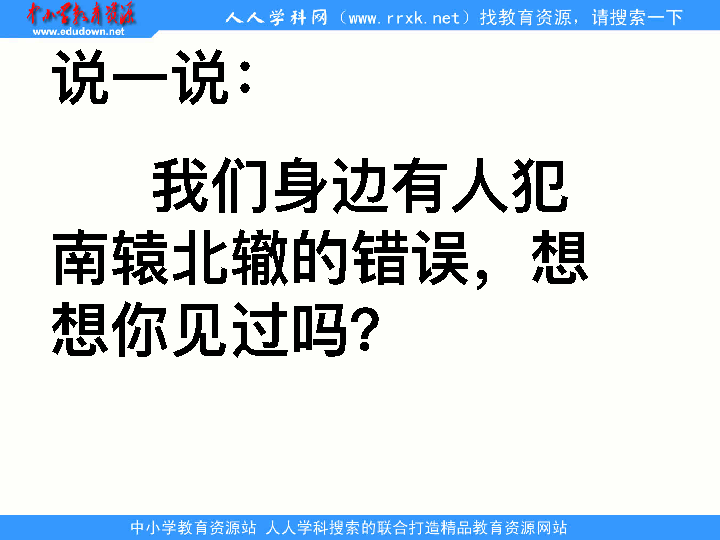 中小学教育资源
www.edudown.net
人人学科网（www.rrxk.net）找教育资源，请搜索一下
说一说：
我们身边有人犯
南辕北辙的错误，想
想你见过吗？
中小学教育资源站 人人学科搜索的联合打造精品教育资源网站